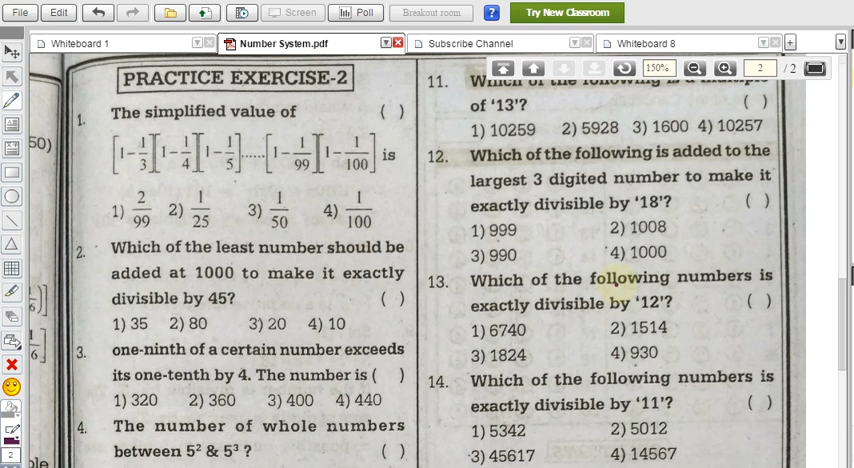 File Edit Screen Poll Breakout room Try New Classroom
Whiteboard 1 Number System.pdf Subscribe Channel Whiteboard 8
150% 2 / 2
50)
PRACTICE EXERCISE-2
1. The simplified value of ( )
[1-1/3][1-1/4][1-1/5].....[1-1/99][1-1/100] is
1) 2/99 2) 1/25 3) 1/50 4) 1/100
2. Which of the least number should be
added at 1000 to make it exactly
divisible by 45? ( )
1) 35 2) 80 3) 20 4) 10
3. one-ninth of a certain number exceeds
its one-tenth by 4. The number is ( )
1) 320 2) 360 3) 400 4) 440
4. The number of whole numbers
between 5² & 5³ ? ( )
11. Which of the following is a multiple
of '13'? ( )
1) 10259 2) 5928 3) 1600 4) 10257
12. Which of the following is added to the
largest 3 digited number to make it
exactly divisible by '18'? ( )
1) 999 2) 1008
3) 990 4) 1000
13. Which of the following numbers is
exactly divisible by '12'? ( )
1) 6740 2) 1514
3) 1824 4) 930
14. Which of the following numbers is
exactly divisible by '11'? ( )
1) 5342 2) 5012
3) 45617 4) 14567
2